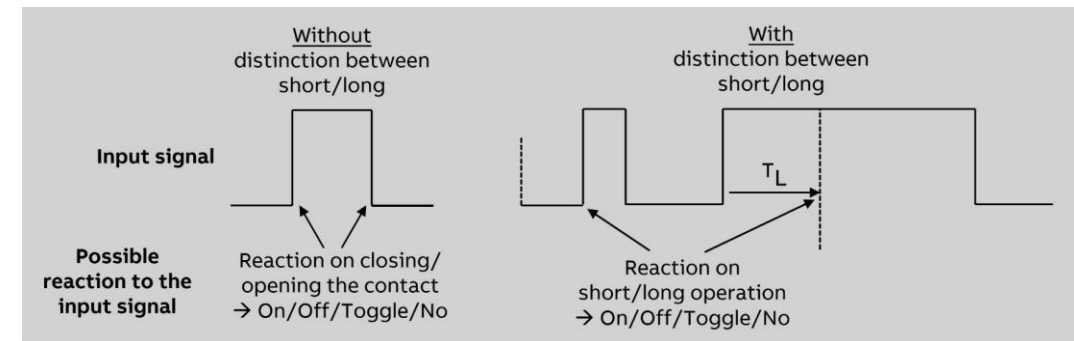 Without
distinction between
short/long
With
distinction between
short/long
Input signal
T_L
Possible
reaction to the
input signal
Reaction on closing/
opening the contact
→ On/Off/Toggle/No
Reaction on
short/long operation
→ On/Off/Toggle/No